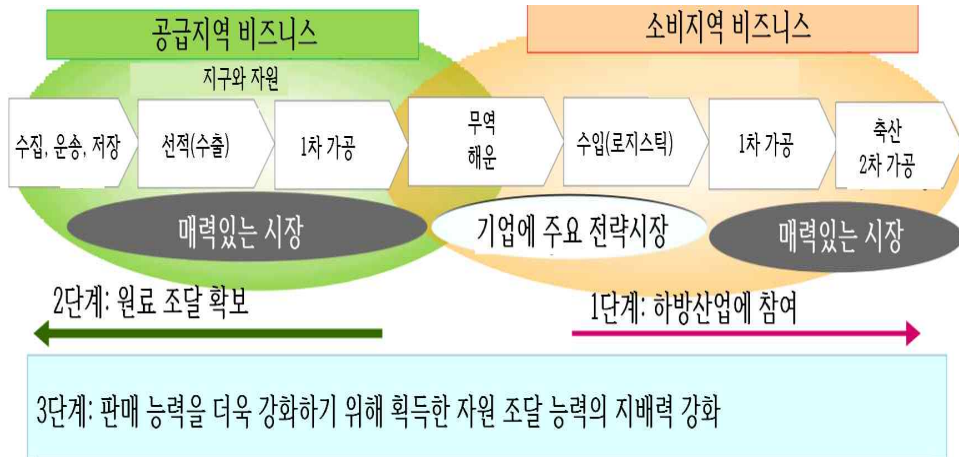 공급지역 비즈니스
소비지역 비즈니스
지구와 자원
수집, 운송, 저장
선적(수출)
1차 가공
무역
해운
수입(로지스틱)
1차 가공
축산
2차 가공
매력있는 시장
기업에 주요 전략시장
매력있는 시장
2단계: 원료 조달 확보
1단계: 하방산업에 참여
3단계: 판매 능력을 더욱 강화하기 위해 획득한 자원 조달 능력의 지배력 강화